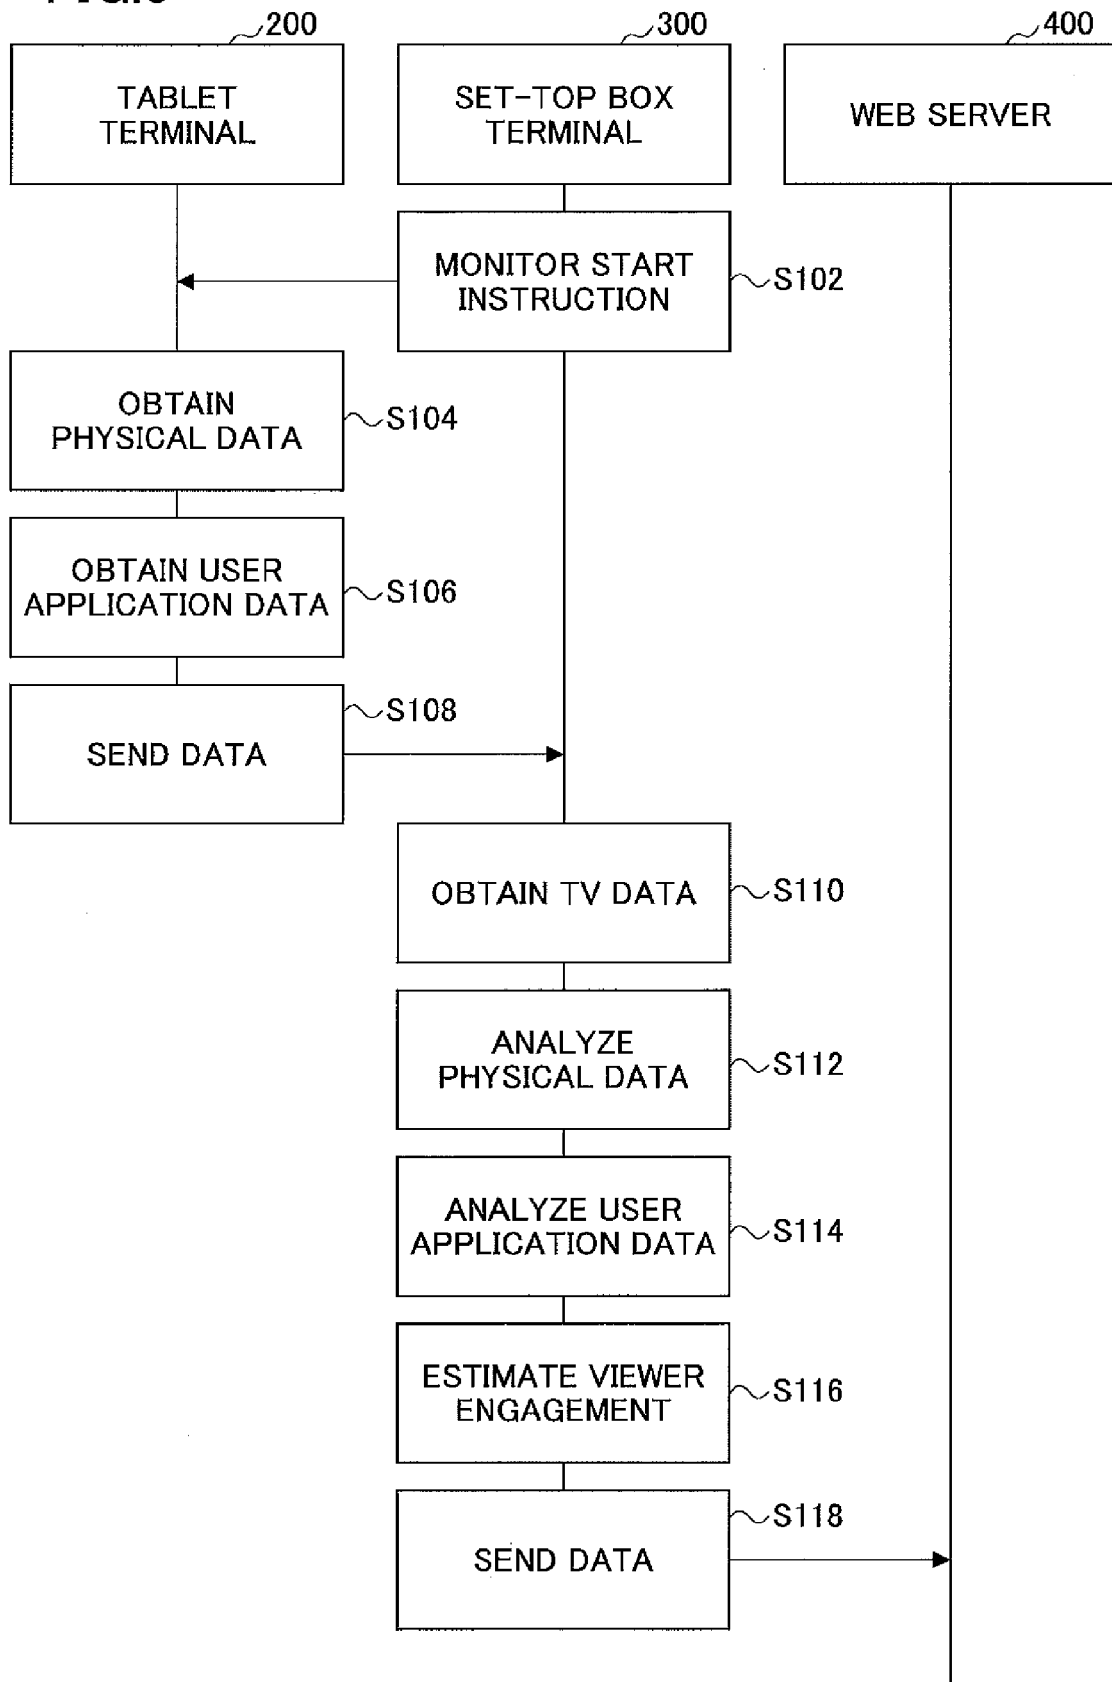 200
300
400
TABLET
TERMINAL
SET-TOP BOX
TERMINAL
WEB SERVER
MONITOR START
INSTRUCTION
S102
OBTAIN
PHYSICAL DATA
S104
OBTAIN USER
APPLICATION DATA
S106
S108
SEND DATA
OBTAIN TV DATA
S110
ANALYZE
PHYSICAL DATA
S112
ANALYZE USER
APPLICATION DATA
S114
ESTIMATE VIEWER
ENGAGEMENT
S116
S118
SEND DATA